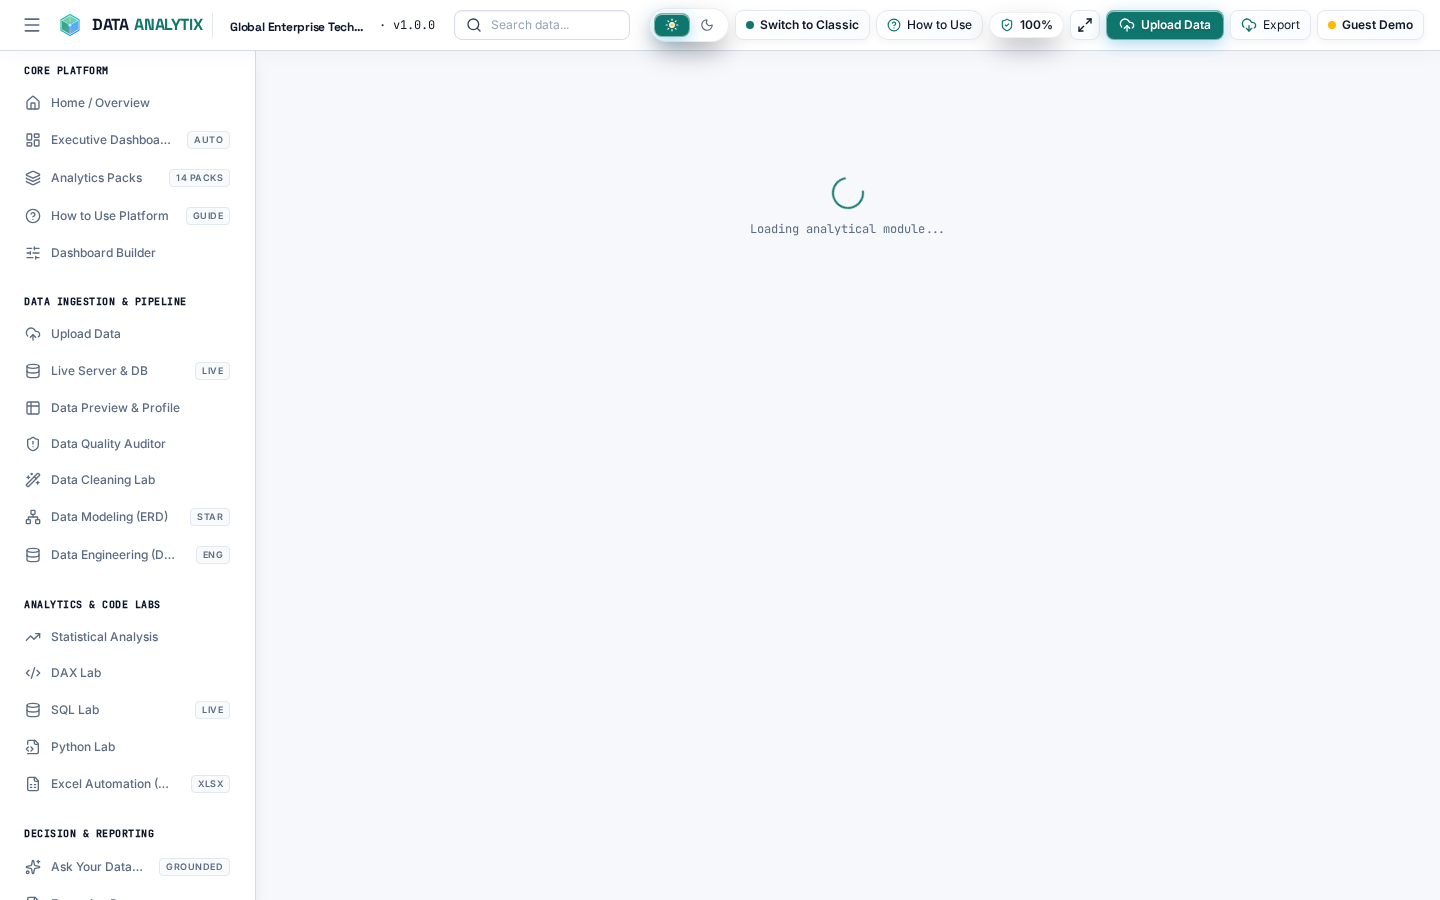 DATA ANALYTIX
Global Enterprise Tech...
· v1.0.0
Search data...
Switch to Classic
How to Use
100%
Upload Data
Export
Guest Demo
CORE PLATFORM
Home / Overview
Executive Dashboa... AUTO
Analytics Packs 14 PACKS
How to Use Platform GUIDE
Dashboard Builder
DATA INGESTION & PIPELINE
Upload Data
Live Server & DB LIVE
Data Preview & Profile
Data Quality Auditor
Data Cleaning Lab
Data Modeling (ERD) STAR
Data Engineering (D... ENG
ANALYTICS & CODE LABS
Statistical Analysis
DAX Lab
SQL Lab LIVE
Python Lab
Excel Automation (... XLSX
DECISION & REPORTING
Ask Your Data... GROUNDED
Loading analytical module...